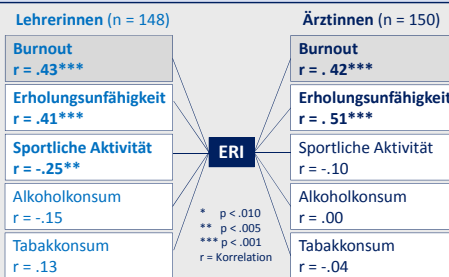 Lehrerinnen (n = 148)
Burnout
r = .43***
Erholungsunfähigkeit
r = .41***
Sportliche Aktivität
r = -.25**
Alkoholkonsum
r = -.15
Tabakkonsum
r = .13
ERI
* p < .010
** p < .005
*** p < .001
r = Korrelation
Ärztinnen (n = 150)
Burnout
r = . 42***
Erholungsunfähigkeit
r = . 51***
Sportliche Aktivität
r = -.10
Alkoholkonsum
r = .00
Tabakkonsum
r = -.04